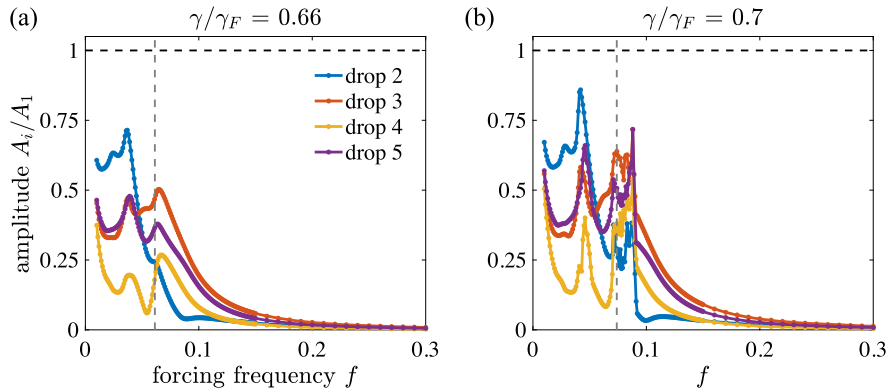 (a) γ/γ_F = 0.66
(b) γ/γ_F = 0.7
amplitude A_i/A_1
1
0.75
0.5
0.25
0
drop 2
drop 3
drop 4
drop 5
0 0.1 0.2 0.3
forcing frequency f
1
0.75
0.5
0.25
0
0 0.1 0.2 0.3
f